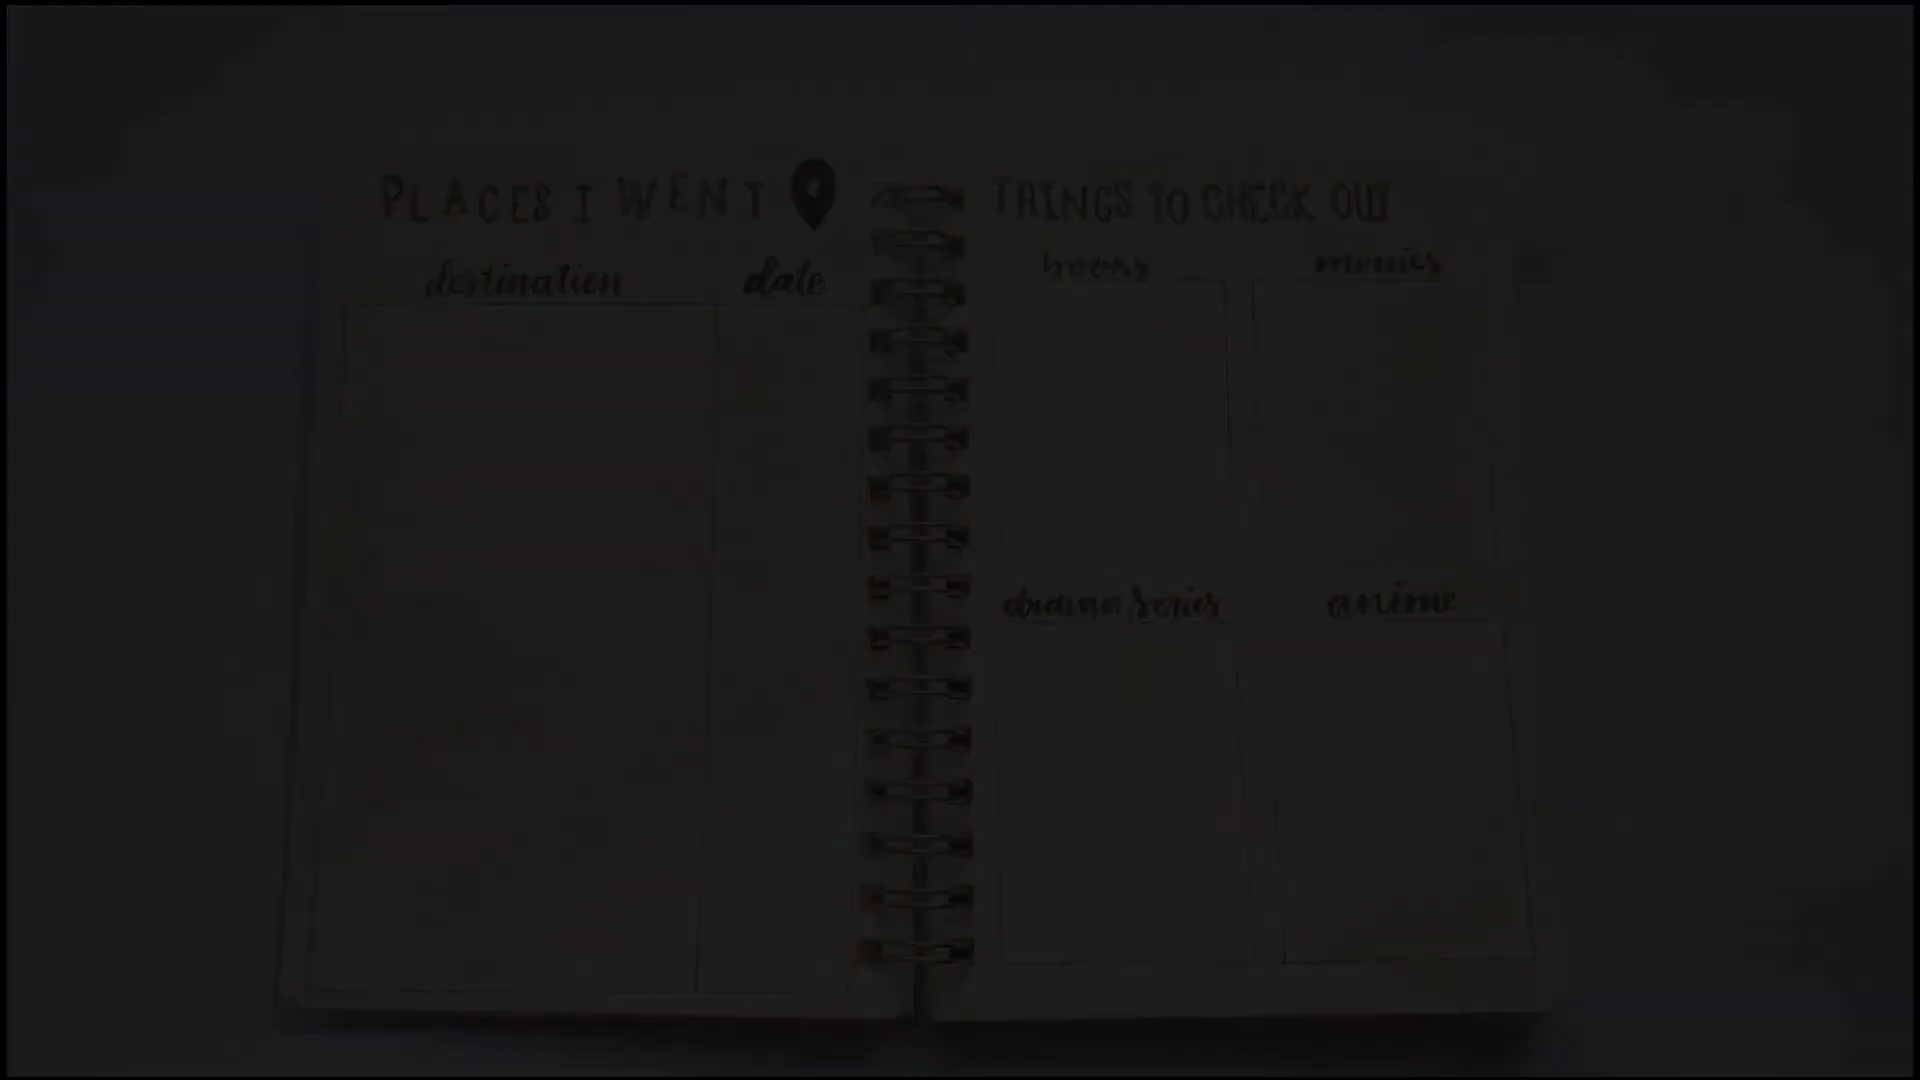 PLACES I WENT
destination date
THINGS TO CHECK OUT
books movies
drama series anime